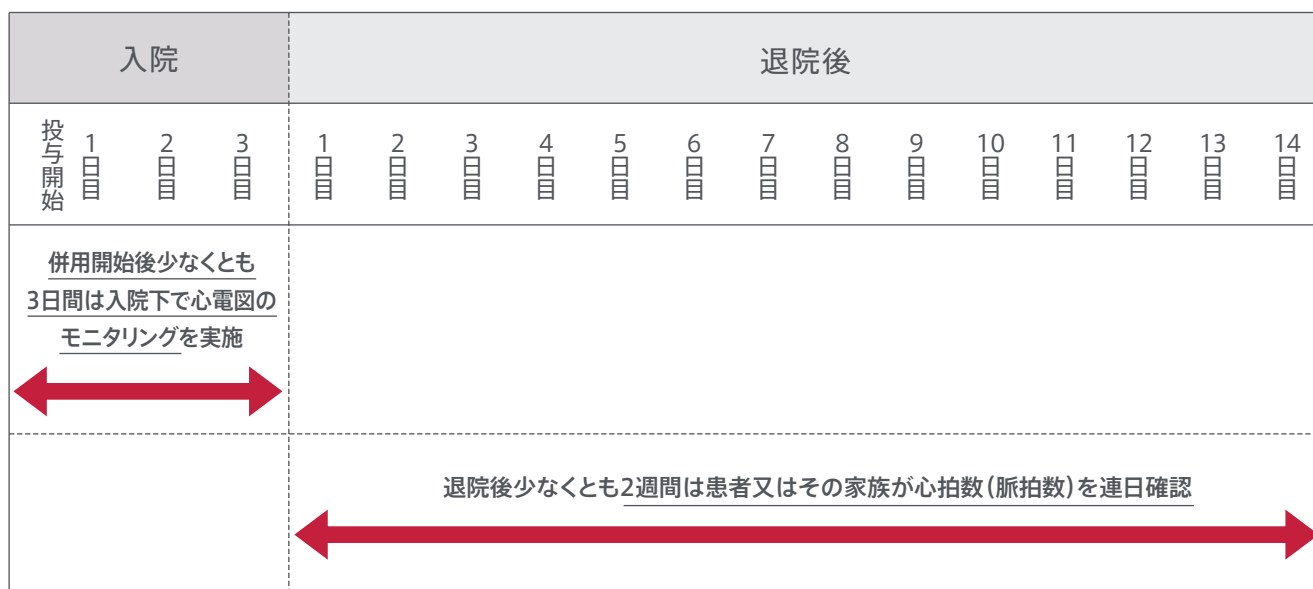 入院
退院後
投与開始
1日目
2日目
3日目
1日目
2日目
3日目
4日目
5日目
6日目
7日目
8日目
9日目
10日目
11日目
12日目
13日目
14日目
併用開始後少なくとも
3日間は入院下で心電図の
モニタリングを実施
退院後少なくとも2週間は患者又はその家族が心拍数(脈拍数)を連日確認